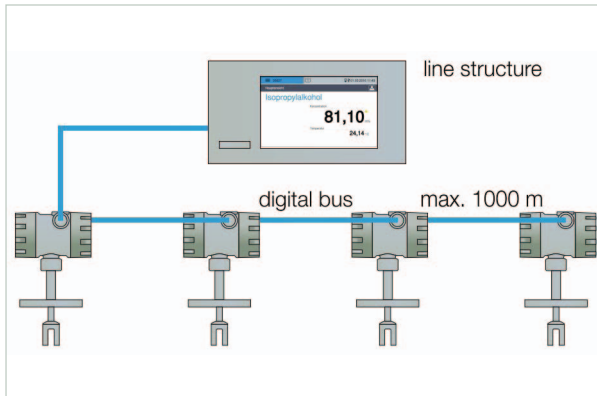 line structure
Isopropylalkohol
81,10
24,14
digital bus
max. 1000 m